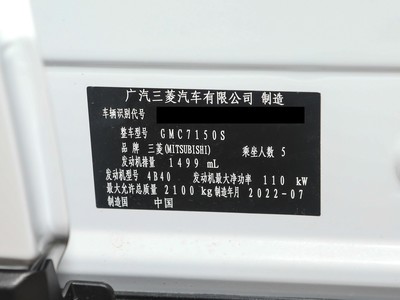 广汽三菱汽车有限公司 制造
车辆识别代号
整车型号 GMC7150S
品牌 三菱(MITSUBISHI) 乘坐人数 5
发动机排量 1499 mL
发动机型号 4B40 发动机最大净功率 110 kW
最大允许总质量 2100 kg 制造年月 2022-07
制造国 中国